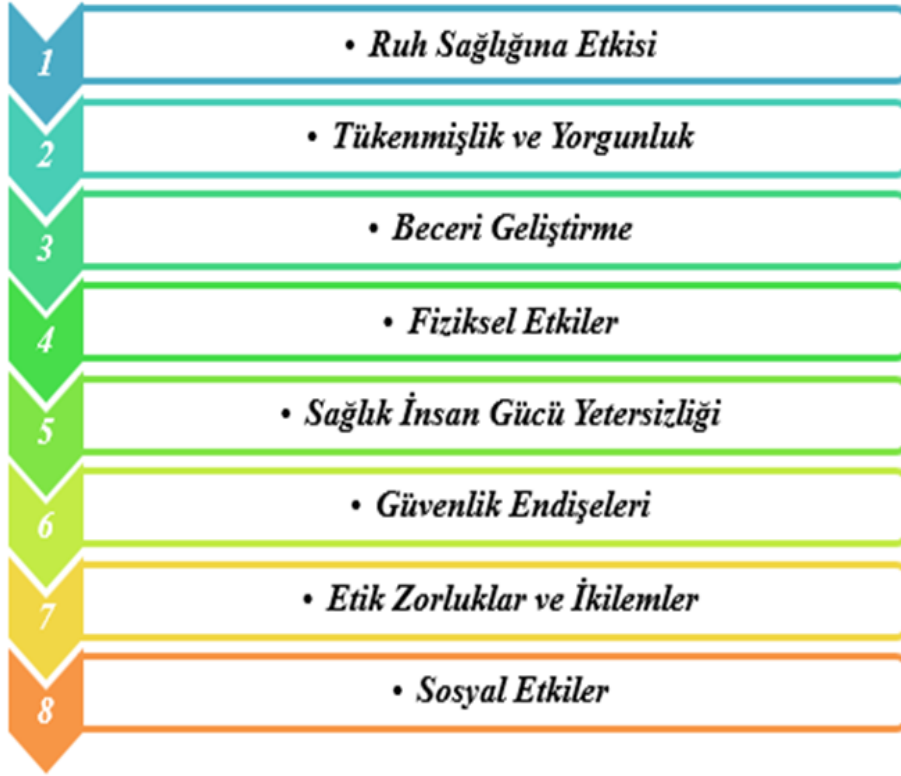 1
• Ruh Sağlığına Etkisi
2
• Tükenmişlik ve Yorgunluk
3
• Beceri Geliştirme
4
• Fiziksel Etkiler
5
• Sağlık İnsan Gücü Yetersizliği
6
• Güvenlik Endişeleri
7
• Etik Zorluklar ve İkilemler
8
• Sosyal Etkiler